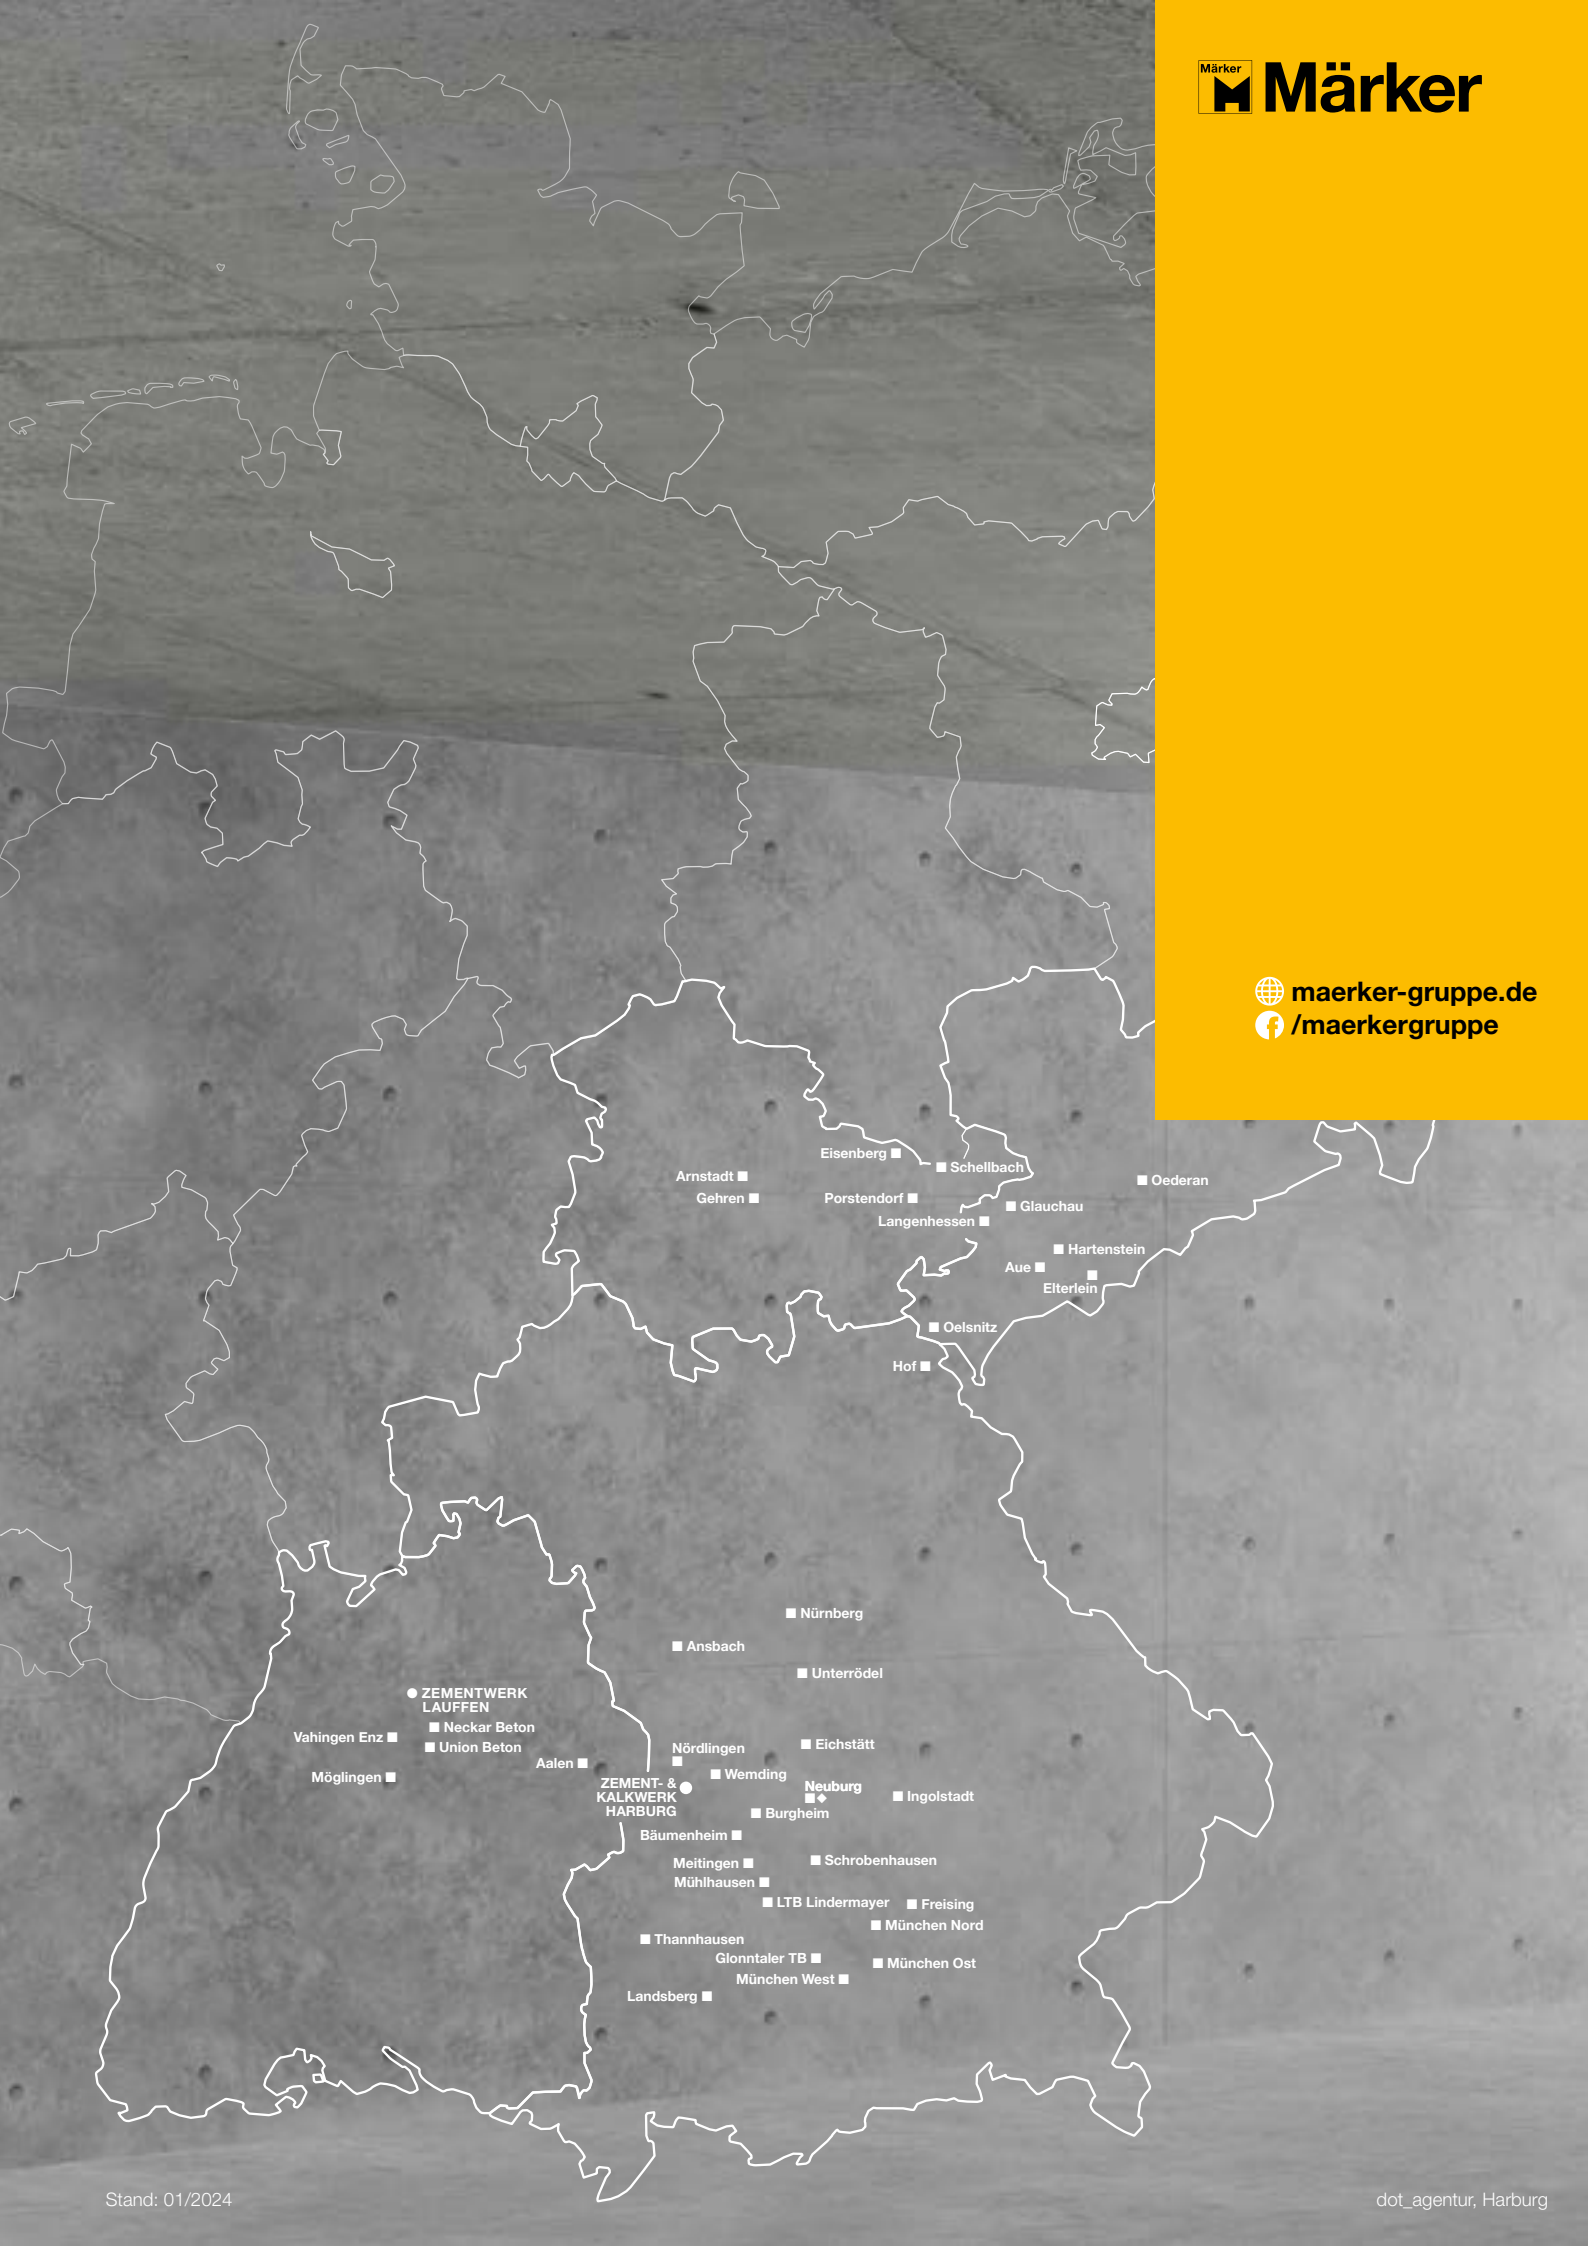 Märker
Märker
maerker-gruppe.de
/maerkergruppe
Eisenberg
Schellbach
Arnstadt
Oederan
Gehren
Porstendorf
Glauchau
Langenhessen
Hartenstein
Aue
Elterlein
Oelsnitz
Hof
Nürnberg
Ansbach
Unterrödel
ZEMENTWERK
LAUFFEN
Neckar Beton
Vahingen Enz
Union Beton
Eichstätt
Nördlingen
Aalen
Wemding
Möglingen
ZEMENT- &
KALKWERK
HARBURG
Neuburg
Ingolstadt
Burgheim
Bäumenheim
Schrobenhausen
Meitingen
Mühlhausen
LTB Lindermayer
Freising
München Nord
Thannhausen
Glonntaler TB
München Ost
München West
Landsberg
Stand: 01/2024
dot_agentur, Harburg